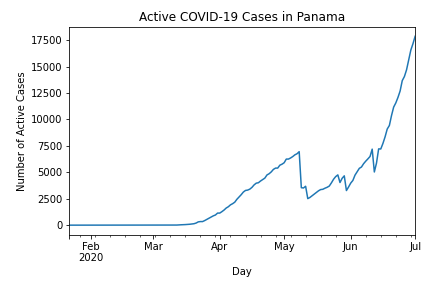 Active COVID-19 Cases in Panama
17500
15000
12500
10000
7500
5000
2500
0
Number of Active Cases
Feb
2020
Mar
Apr
May
Jun
Jul
Day